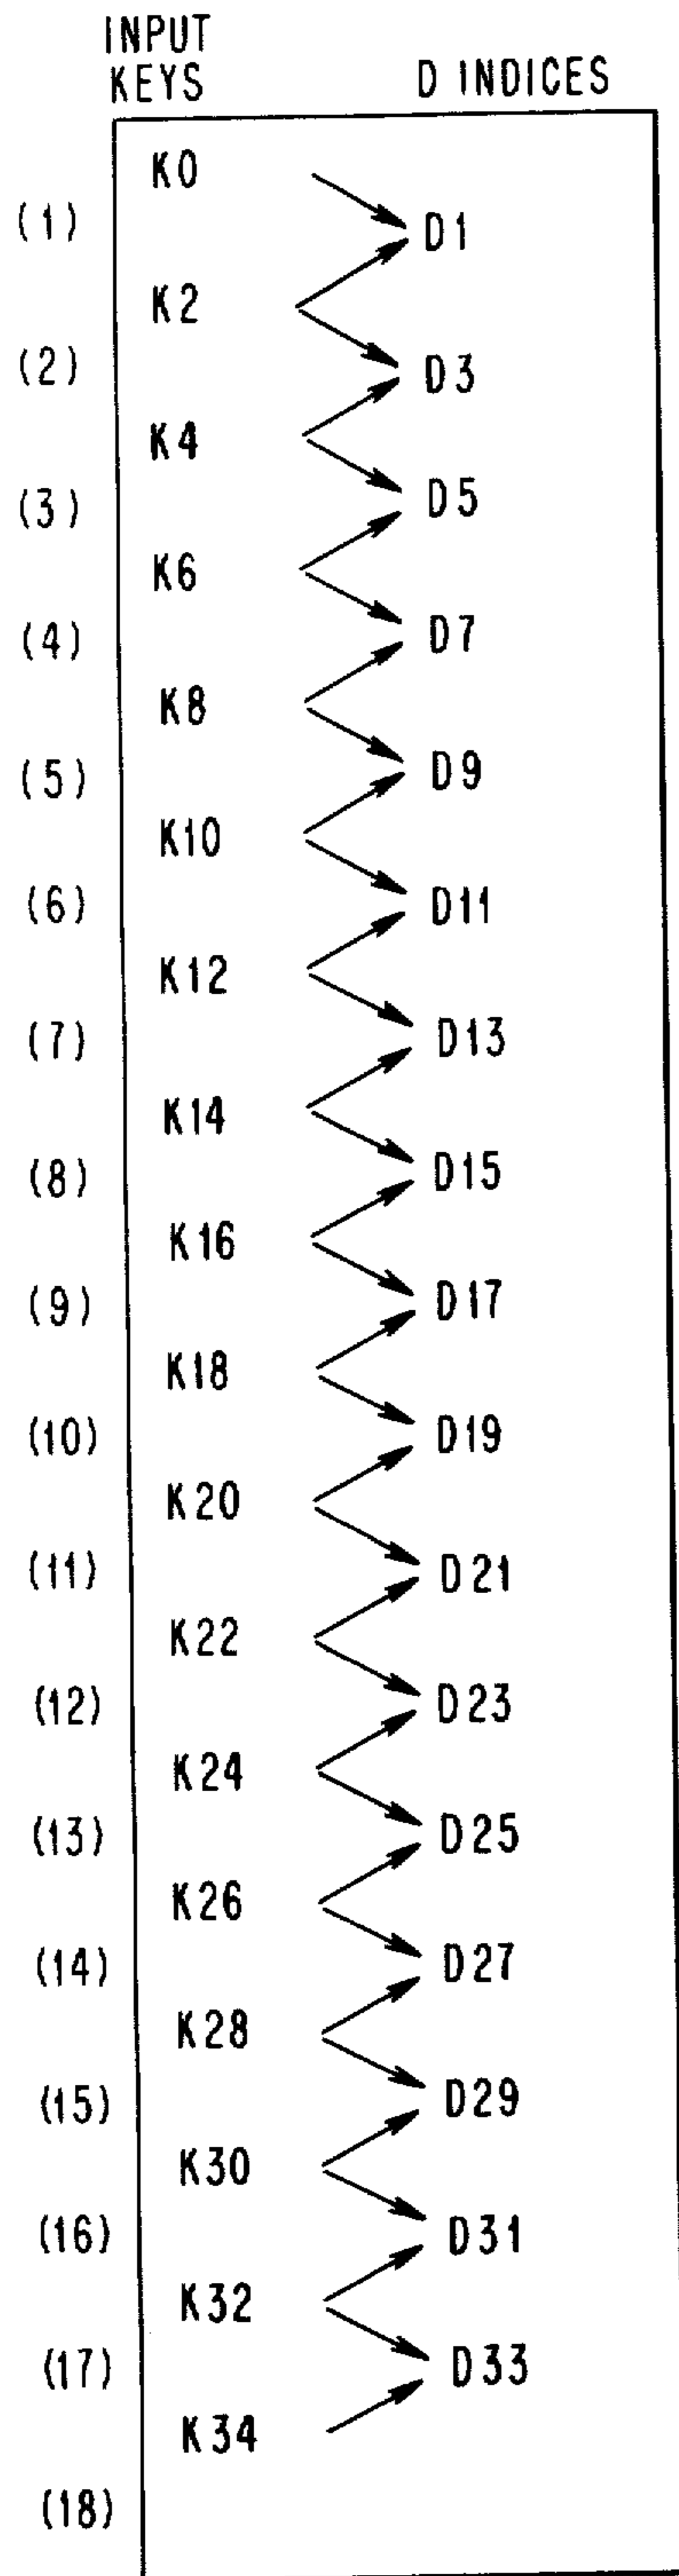 INPUT
KEYS D INDICES
K0
(1) D1
K2
(2) D3
K4
(3) D5
K6
(4) D7
K8
(5) D9
K10
(6) D11
K12
(7) D13
K14
(8) D15
K16
(9) D17
K18
(10) D19
K20
(11) D21
K22
(12) D23
K24
(13) D25
K26
(14) D27
K28
(15) D29
K30
(16) D31
K32
(17) D33
K34
(18)